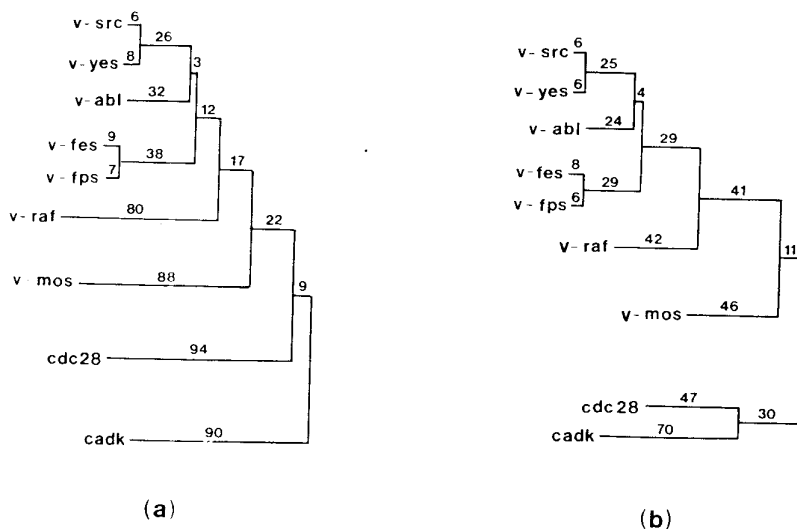 6
v-src
26
8
3
v-yes
v-abl
32
12
9
v-fes
38
7
17
v-fps
v-raf
80
22
v-mos
88
9
cdc28
94
cadk
90
(a)
6
v-src
25
6
4
v-yes
v-abl
24
29
8
v-fes
29
6
41
v-fps
v-raf
42
11
v-mos
46
cdc28
47
30
cadk
70
(b)